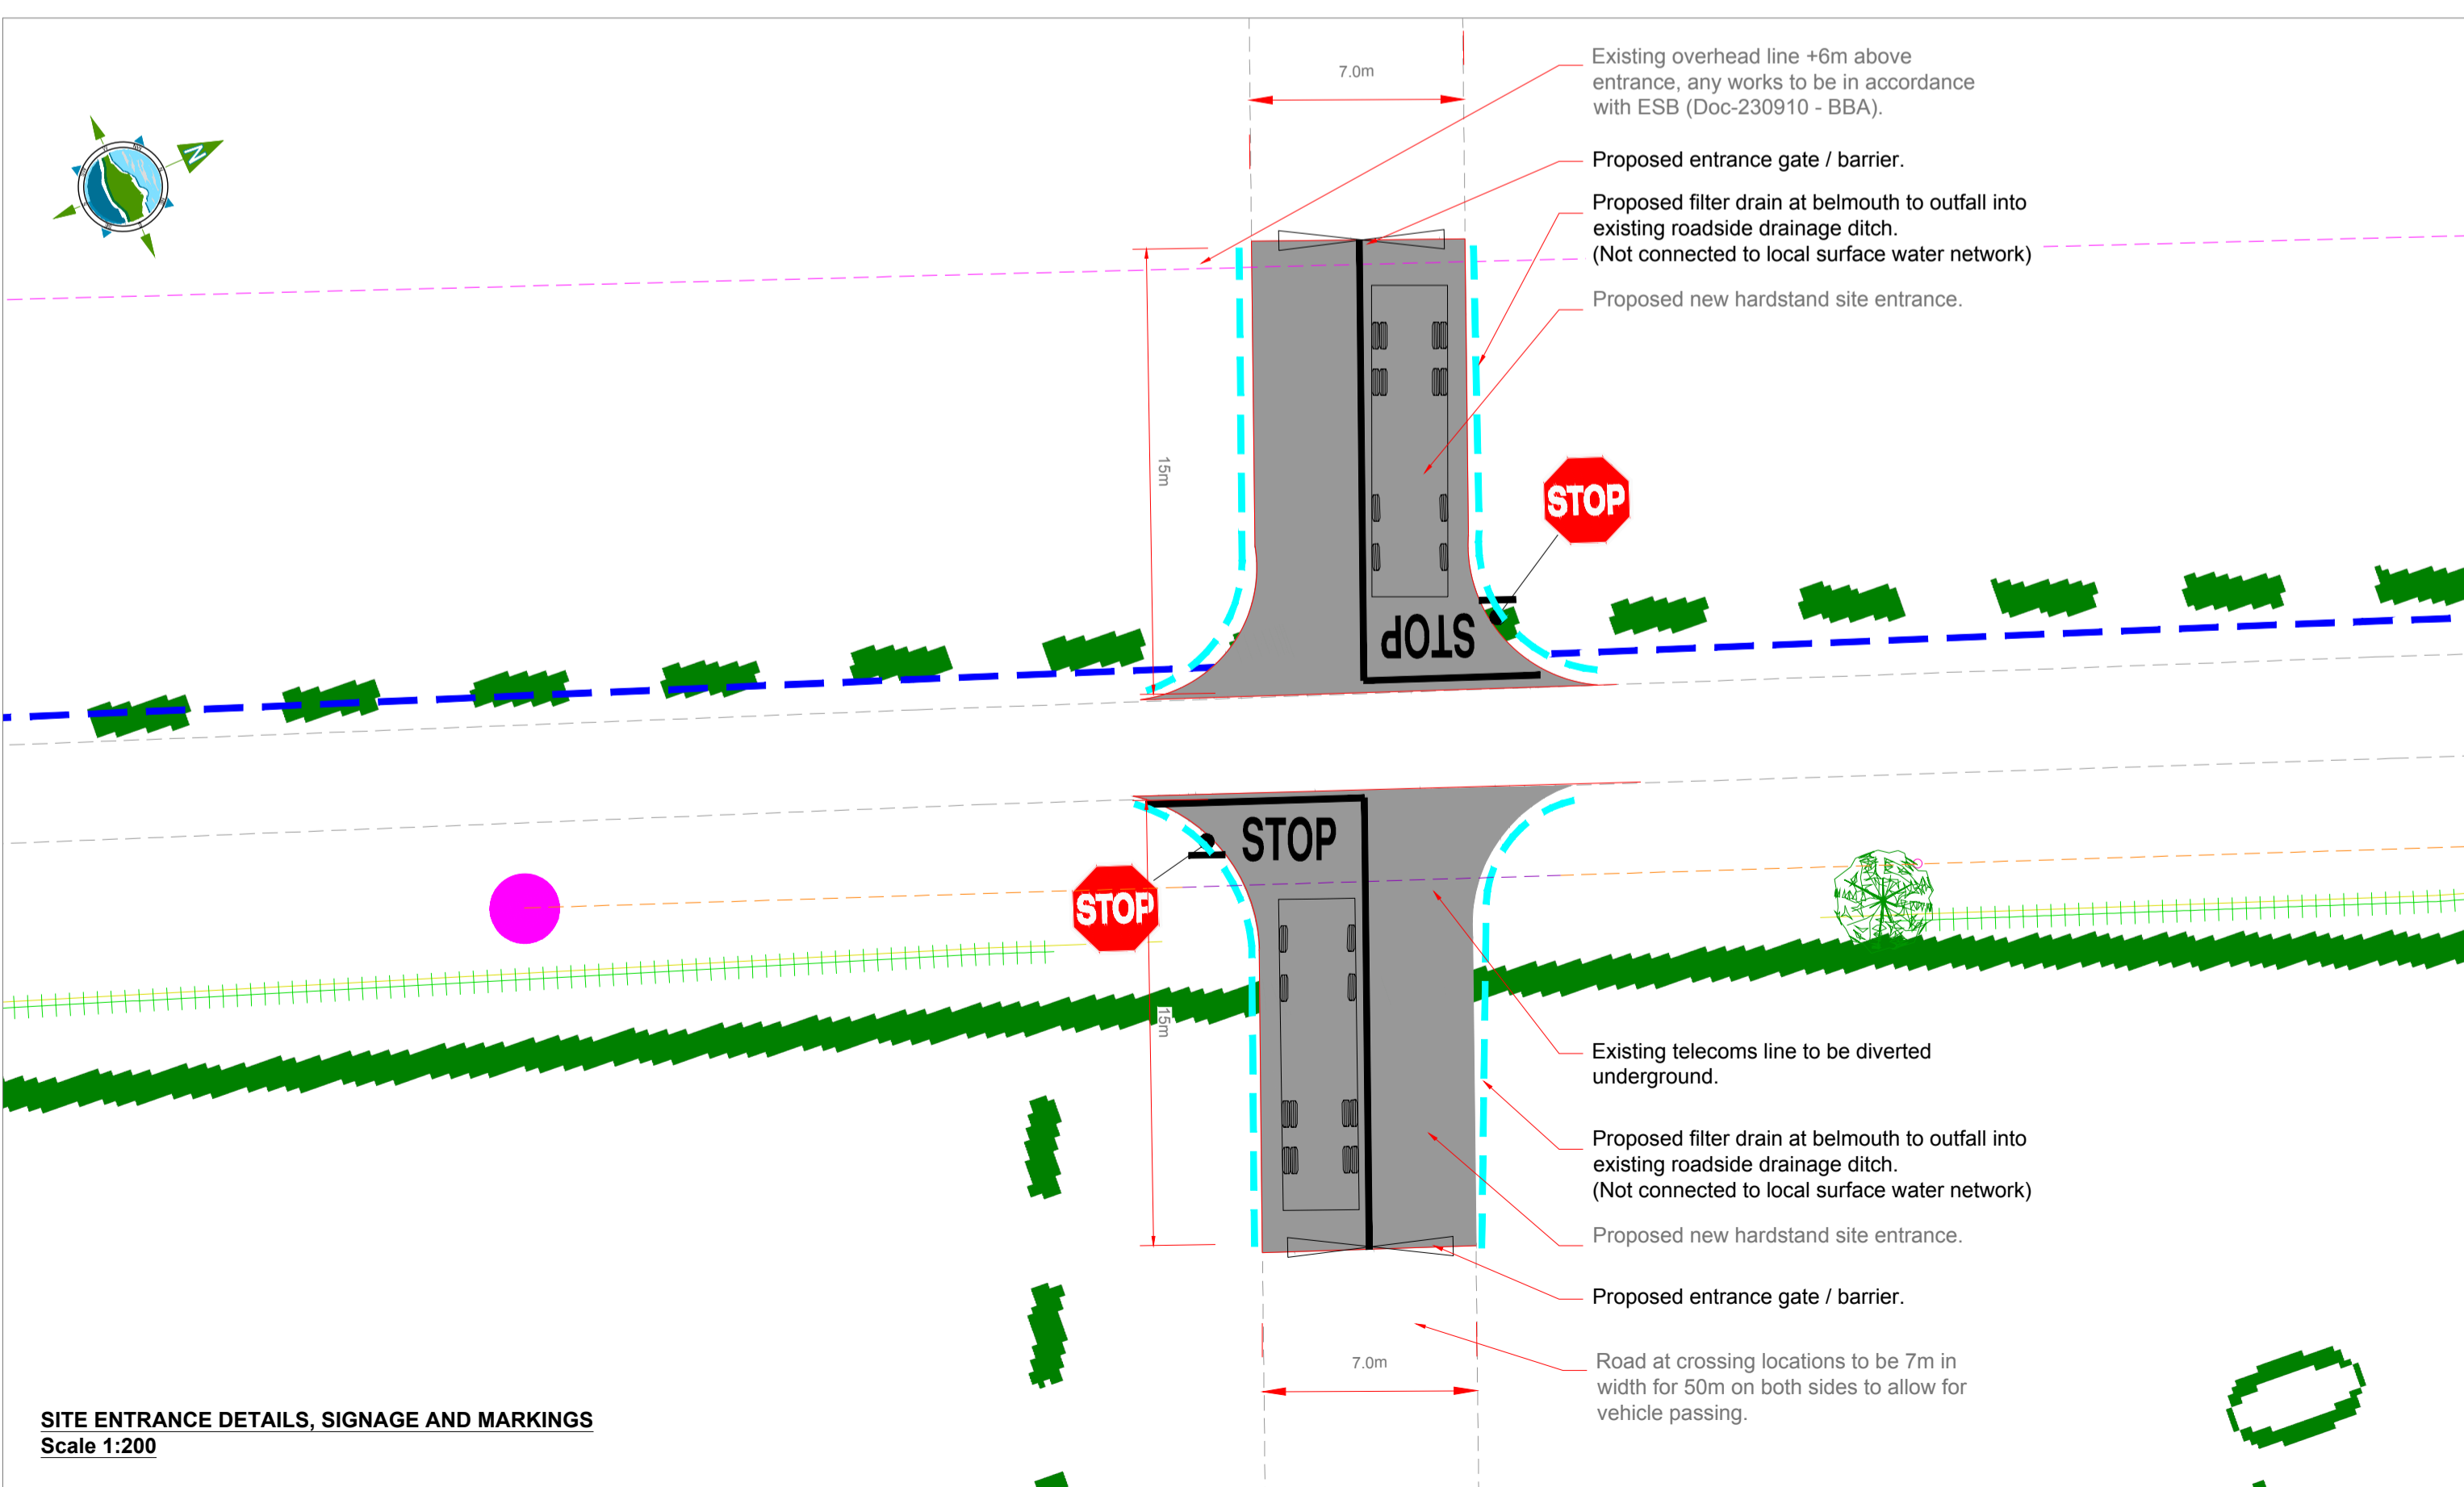 7.0m
Existing overhead line +6m above
entrance, any works to be in accordance
with ESB (Doc-230910 - BBA).
Proposed entrance gate / barrier.
Proposed filter drain at belmouth to outfall into
existing roadside drainage ditch.
(Not connected to local surface water network)
Proposed new hardstand site entrance.
N
15m
STOP
STOP
STOP
STOP
15m
Existing telecoms line to be diverted
underground.
Proposed filter drain at belmouth to outfall into
existing roadside drainage ditch.
(Not connected to local surface water network)
Proposed new hardstand site entrance.
Proposed entrance gate / barrier.
7.0m
Road at crossing locations to be 7m in
width for 50m on both sides to allow for
vehicle passing.
SITE ENTRANCE DETAILS, SIGNAGE AND MARKINGS
Scale 1:200